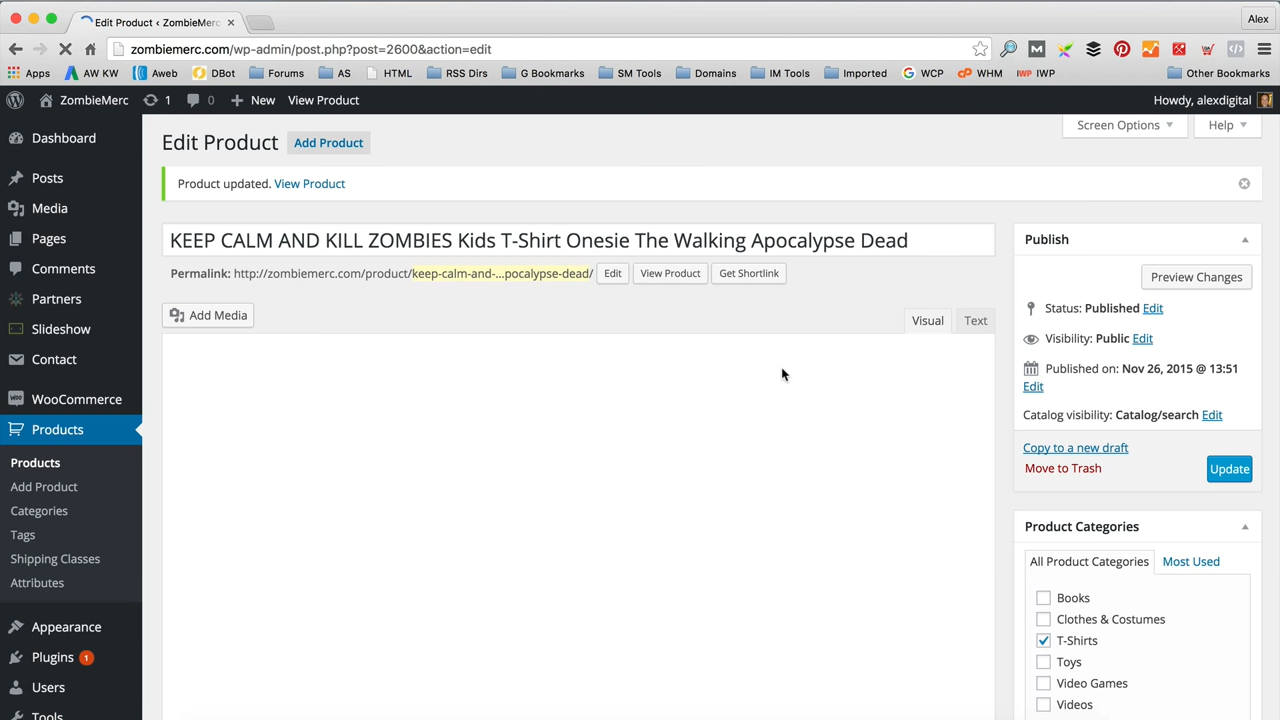 Edit Product ‹ ZombieMerc
Alex
zombiemerc.com/wp-admin/post.php?post=2600&action=edit
Apps AW KW Aweb DBot Forums AS HTML RSS Dirs G Bookmarks SM Tools Domains IM Tools Imported WCP WHM IWP Other Bookmarks
ZombieMerc 1 0 New View Product Howdy, alexdigital
Screen Options Help
Dashboard
Posts
Media
Pages
Comments
Partners
Slideshow
Contact
WooCommerce
Products
Products
Add Product
Categories
Tags
Shipping Classes
Attributes
Appearance
Plugins 1
Users
Tools
Edit Product Add Product
Product updated. View Product
KEEP CALM AND KILL ZOMBIES Kids T-Shirt Onesie The Walking Apocalypse Dead
Permalink: http://zombiemerc.com/product/keep-calm-and-...pocalypse-dead/ Edit View Product Get Shortlink
Add Media
Visual Text
Publish
Preview Changes
Status: Published Edit
Visibility: Public Edit
Published on: Nov 26, 2015 @ 13:51
Edit
Catalog visibility: Catalog/search Edit
Copy to a new draft
Move to Trash
Update
Product Categories
All Product Categories Most Used
Books
Clothes & Costumes
T-Shirts
Toys
Video Games
Videos